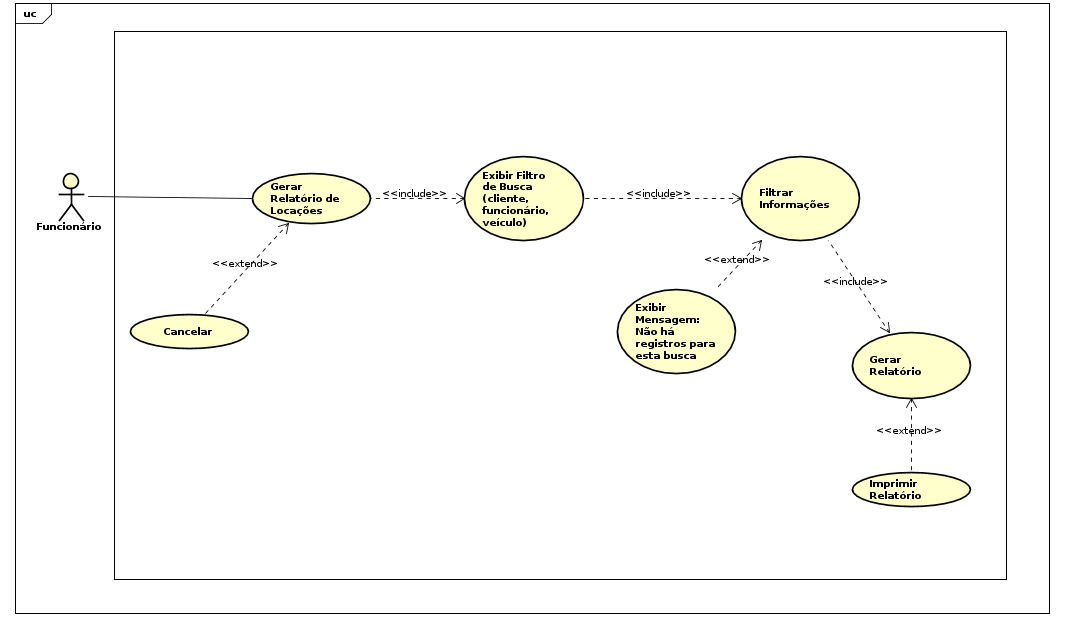 uc
Funcionário
Gerar
Relatório de
Locações
<<include>>
Exibir Filtro
de Busca
(cliente,
funcionário,
veículo)
<<include>>
Filtrar
Informações
<<extend>>
Cancelar
<<extend>>
Exibir
Mensagem:
Não há
registros para
esta busca
<<include>>
Gerar
Relatório
<<extend>>
Imprimir
Relatório